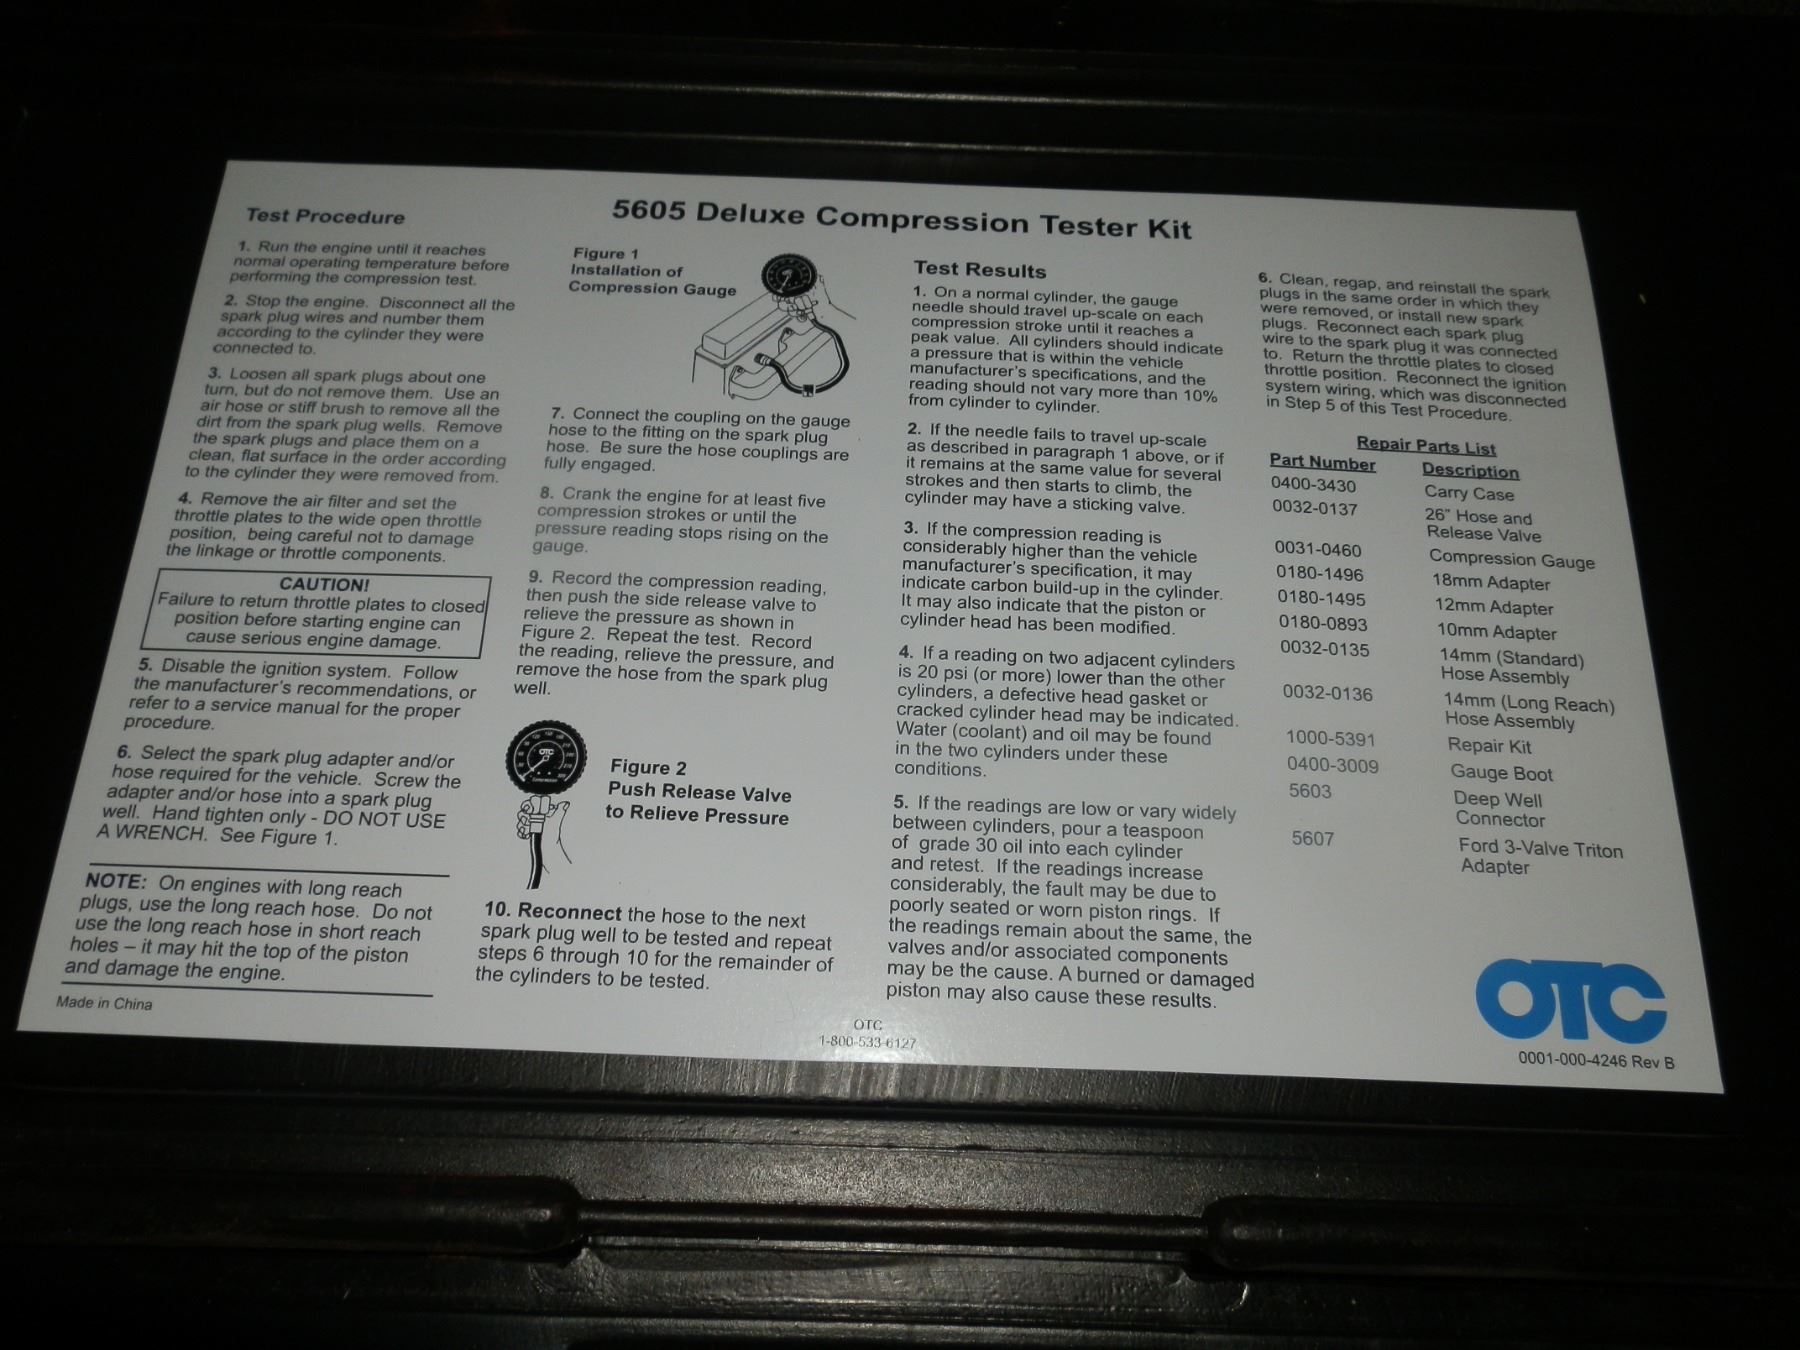 5605 Deluxe Compression Tester Kit
Test Procedure
1. Run the engine until it reaches
normal operating temperature before
performing the compression test.
2. Stop the engine. Disconnect all the
spark plug wires and number them
according to the cylinder they were
connected to.
3. Loosen all spark plugs about one
turn, but do not remove them. Use an
air hose or stiff brush to remove all the
dirt from the spark plug wells. Remove
the spark plugs and place them on a
clean, flat surface in the order according
to the cylinder they were removed from.
4. Remove the air filter and set the
throttle plates to the wide open throttle
position, being careful not to damage
the linkage or throttle components.
CAUTION!
Failure to return throttle plates to closed
position before starting engine can
cause serious engine damage.
5. Disable the ignition system. Follow
the manufacturer's recommendations, or
refer to a service manual for the proper
procedure.
6. Select the spark plug adapter and/or
hose required for the vehicle. Screw the
adapter and/or hose into a spark plug
well. Hand tighten only - DO NOT USE
A WRENCH. See Figure 1.
NOTE: On engines with long reach
plugs, use the long reach hose. Do not
use the long reach hose in short reach
holes – it may hit the top of the piston
and damage the engine.
Made in China
Figure 1
Installation of
Compression Gauge
7. Connect the coupling on the gauge
hose to the fitting on the spark plug
hose. Be sure the hose couplings are
fully engaged.
8. Crank the engine for at least five
compression strokes or until the
pressure reading stops rising on the
gauge.
9. Record the compression reading,
then push the side release valve to
relieve the pressure as shown in
Figure 2. Repeat the test. Record
the reading, relieve the pressure, and
remove the hose from the spark plug
well.
OTC
Figure 2
Push Release Valve
to Relieve Pressure
10. Reconnect the hose to the next
spark plug well to be tested and repeat
steps 6 through 10 for the remainder of
the cylinders to be tested.
Test Results
1. On a normal cylinder, the gauge
needle should travel up-scale on each
compression stroke until it reaches a
peak value. All cylinders should indicate
a pressure that is within the vehicle
manufacturer's specifications, and the
reading should not vary more than 10%
from cylinder to cylinder.
2. If the needle fails to travel up-scale
as described in paragraph 1 above, or if
it remains at the same value for several
strokes and then starts to climb, the
cylinder may have a sticking valve.
3. If the compression reading is
considerably higher than the vehicle
manufacturer's specification, it may
indicate carbon build-up in the cylinder.
It may also indicate that the piston or
cylinder head has been modified.
4. If a reading on two adjacent cylinders
is 20 psi (or more) lower than the other
cylinders, a defective head gasket or
cracked cylinder head may be indicated.
Water (coolant) and oil may be found
in the two cylinders under these
conditions.
5. If the readings are low or vary widely
between cylinders, pour a teaspoon
of grade 30 oil into each cylinder
and retest. If the readings increase
considerably, the fault may be due to
poorly seated or worn piston rings. If
the readings remain about the same, the
valves and/or associated components
may be the cause. A burned or damaged
piston may also cause these results.
OTC
1-800-533-6127
6. Clean, regap, and reinstall the spark
plugs in the same order in which they
were removed, or install new spark
plugs. Reconnect each spark plug
wire to the spark plug it was connected
to. Return the throttle plates to closed
throttle position. Reconnect the ignition
system wiring, which was disconnected
in Step 5 of this Test Procedure.
Repair Parts List
Part Number Description
0400-3430 Carry Case
0032-0137 26" Hose and
Release Valve
0031-0460 Compression Gauge
0180-1496 18mm Adapter
0180-1495 12mm Adapter
0180-0893 10mm Adapter
0032-0135 14mm (Standard)
Hose Assembly
0032-0136 14mm (Long Reach)
Hose Assembly
1000-5391 Repair Kit
0400-3009 Gauge Boot
5603 Deep Well
Connector
5607 Ford 3-Valve Triton
Adapter
OTC
0001-000-4246 Rev B